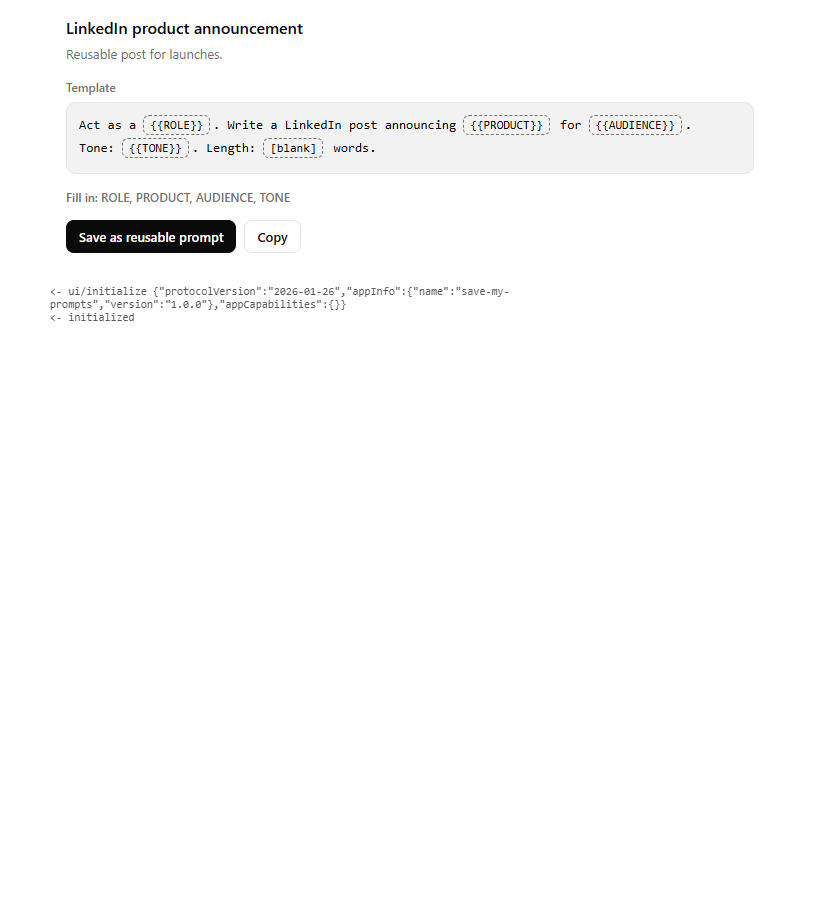 LinkedIn product announcement
Reusable post for launches.
Template
Act as a {{ROLE}} . Write a LinkedIn post announcing {{PRODUCT}} for {{AUDIENCE}} .
Tone: {{TONE}} . Length: [blank] words.
Fill in: ROLE, PRODUCT, AUDIENCE, TONE
Save as reusable prompt Copy
<- ui/initialize {"protocolVersion":"2026-01-26","appInfo":{"name":"save-my-
prompts","version":"1.0.0"},"appCapabilities":{}}
<- initialized